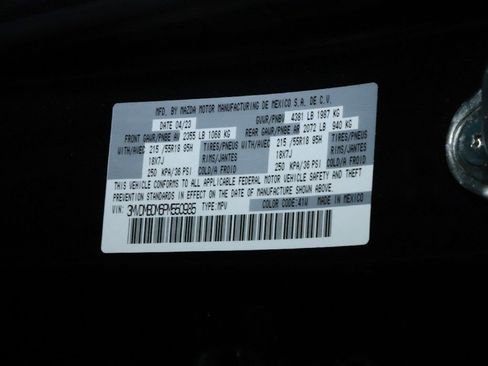 MFD. BY MAZDA MOTOR MANUFACTURING DE MEXICO S.A. DE C.V.
DATE 04/23 GVWR/PNBV 4381 LB 1987 KG
FRONT GAWR/PNBE AV 2355 LB 1068 KG REAR GAWR/PNBE AR 2072 LB 940 KG
WITH/AVEC 215/55R18 95H TIRES/PNEUS WITH/AVEC 215/55R18 95H TIRES/PNEUS
18X7J RIMS/JANTES 18X7J RIMS/JANTES
250 KPA/36 PSI COLD/A FROID 250 KPA/36 PSI COLD/A FROID
THIS VEHICLE CONFORMS TO ALL APPLICABLE FEDERAL MOTOR VEHICLE SAFETY AND THEFT
PREVENTION STANDARDS IN EFFECT ON THE DATE OF MANUFACTURE SHOWN ABOVE.
VIN: TYPE: MPV COLOR CODE:41W MADE IN MEXICO